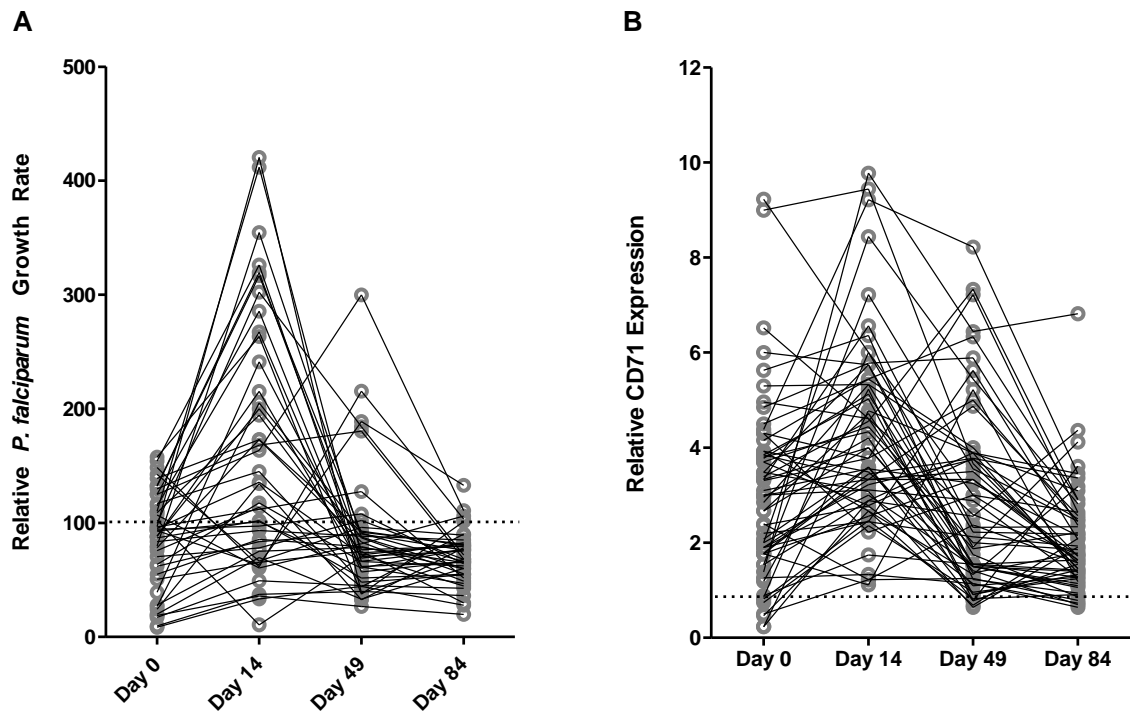 A
Relative P. falciparum Growth Rate
500
400
300
200
100
0
Day 0
Day 14
Day 49
Day 84
B
Relative CD71 Expression
12
10
8
6
4
2
0
Day 0 Day 14 Day 49 Day 84